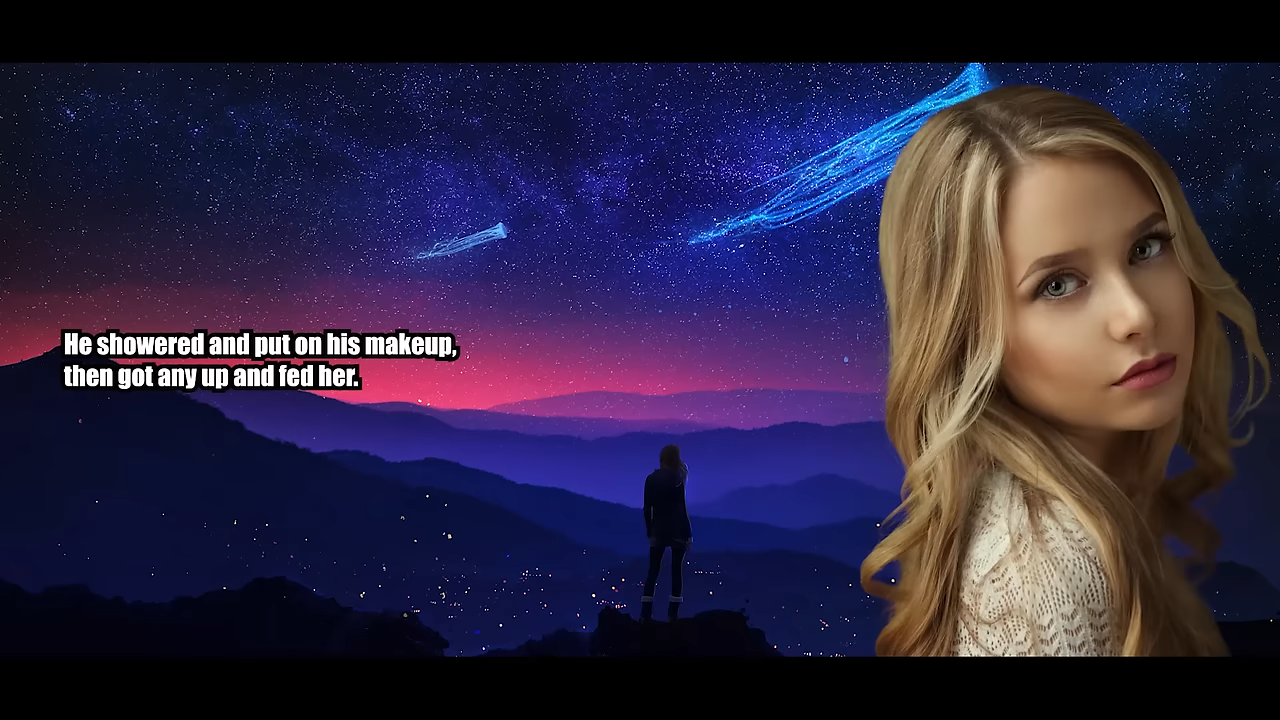 He showered and put on his makeup,
then got any up and fed her.